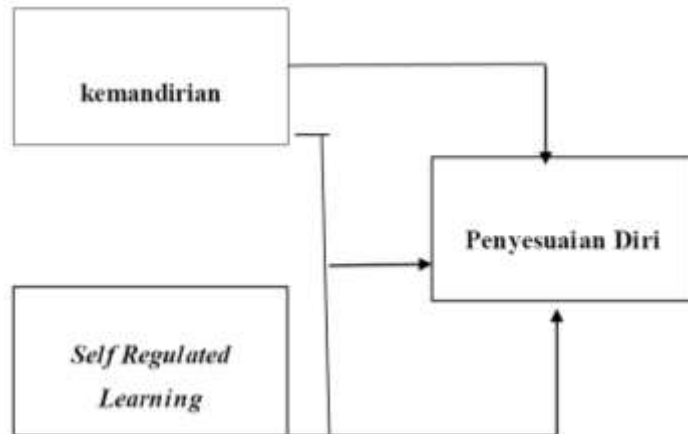 kemandirian
Penyesuaian Diri
Self Regulated
Learning